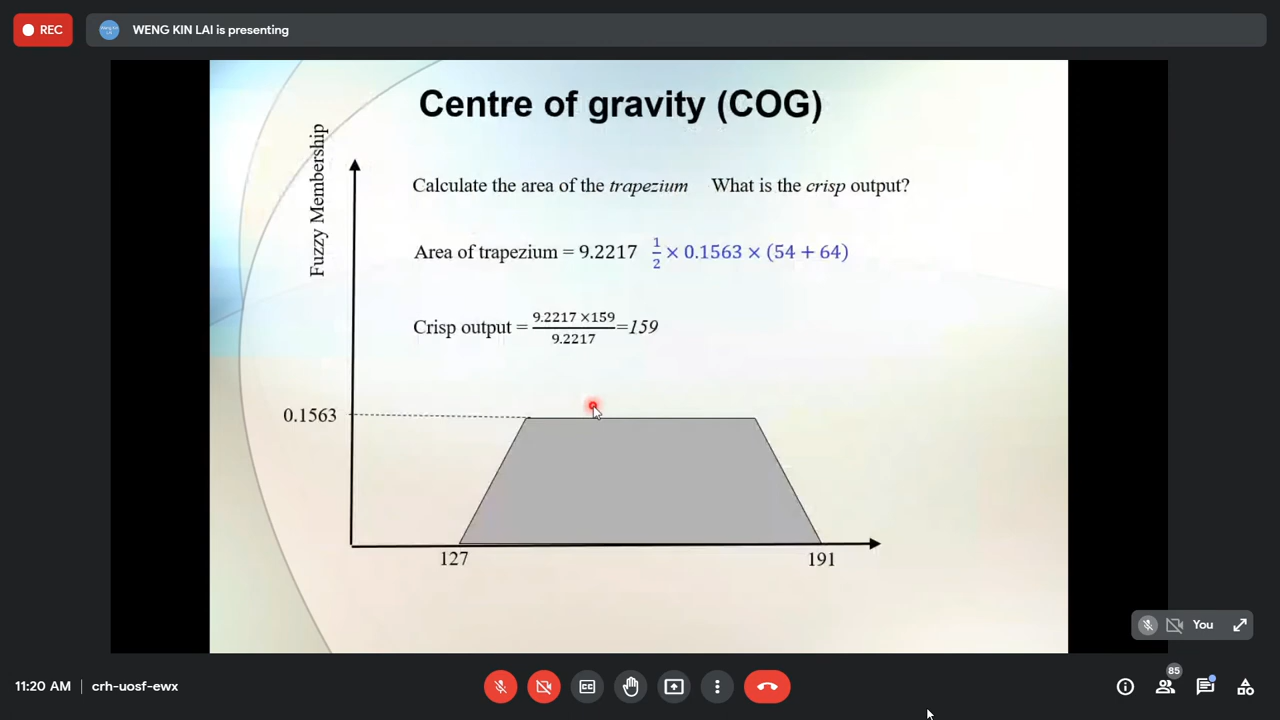 REC
WENG KIN LAI is presenting
Centre of gravity (COG)
Fuzzy Membership
Calculate the area of the trapezium What is the crisp output?
Area of trapezium = 9.2217 1/2 × 0.1563 × (54 + 64)
Crisp output = 9.2217 ×159 / 9.2217 =159
0.1563
127 191
You
11:20 AM | crh-uosf-ewx
85